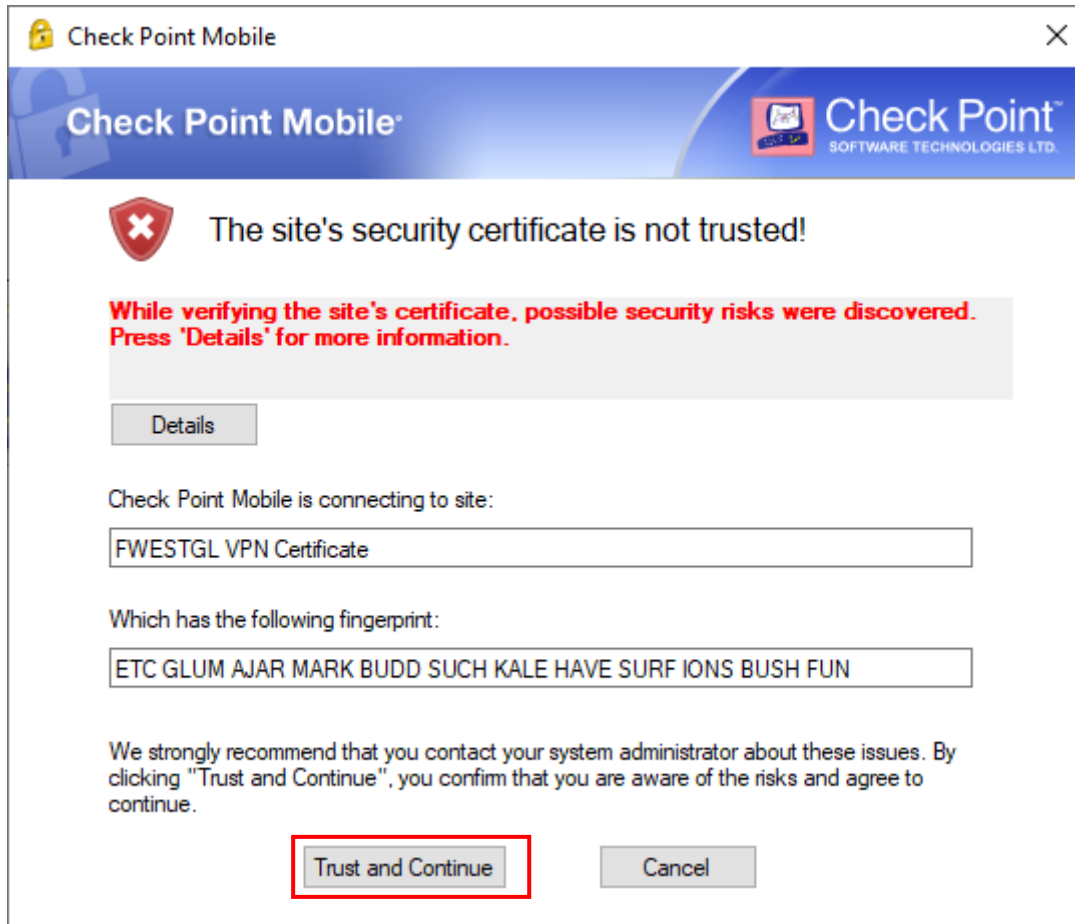 Check Point Mobile
Check Point Mobile
Check Point™
SOFTWARE TECHNOLOGIES LTD.
The site's security certificate is not trusted!
While verifying the site's certificate, possible security risks were discovered.
Press 'Details' for more information.
Details
Check Point Mobile is connecting to site:
FWESTGL VPN Certificate
Which has the following fingerprint:
ETC GLUM AJAR MARK BUDD SUCH KALE HAVE SURF IONS BUSH FUN
We strongly recommend that you contact your system administrator about these issues. By
clicking "Trust and Continue", you confirm that you are aware of the risks and agree to
continue.
Trust and Continue
Cancel